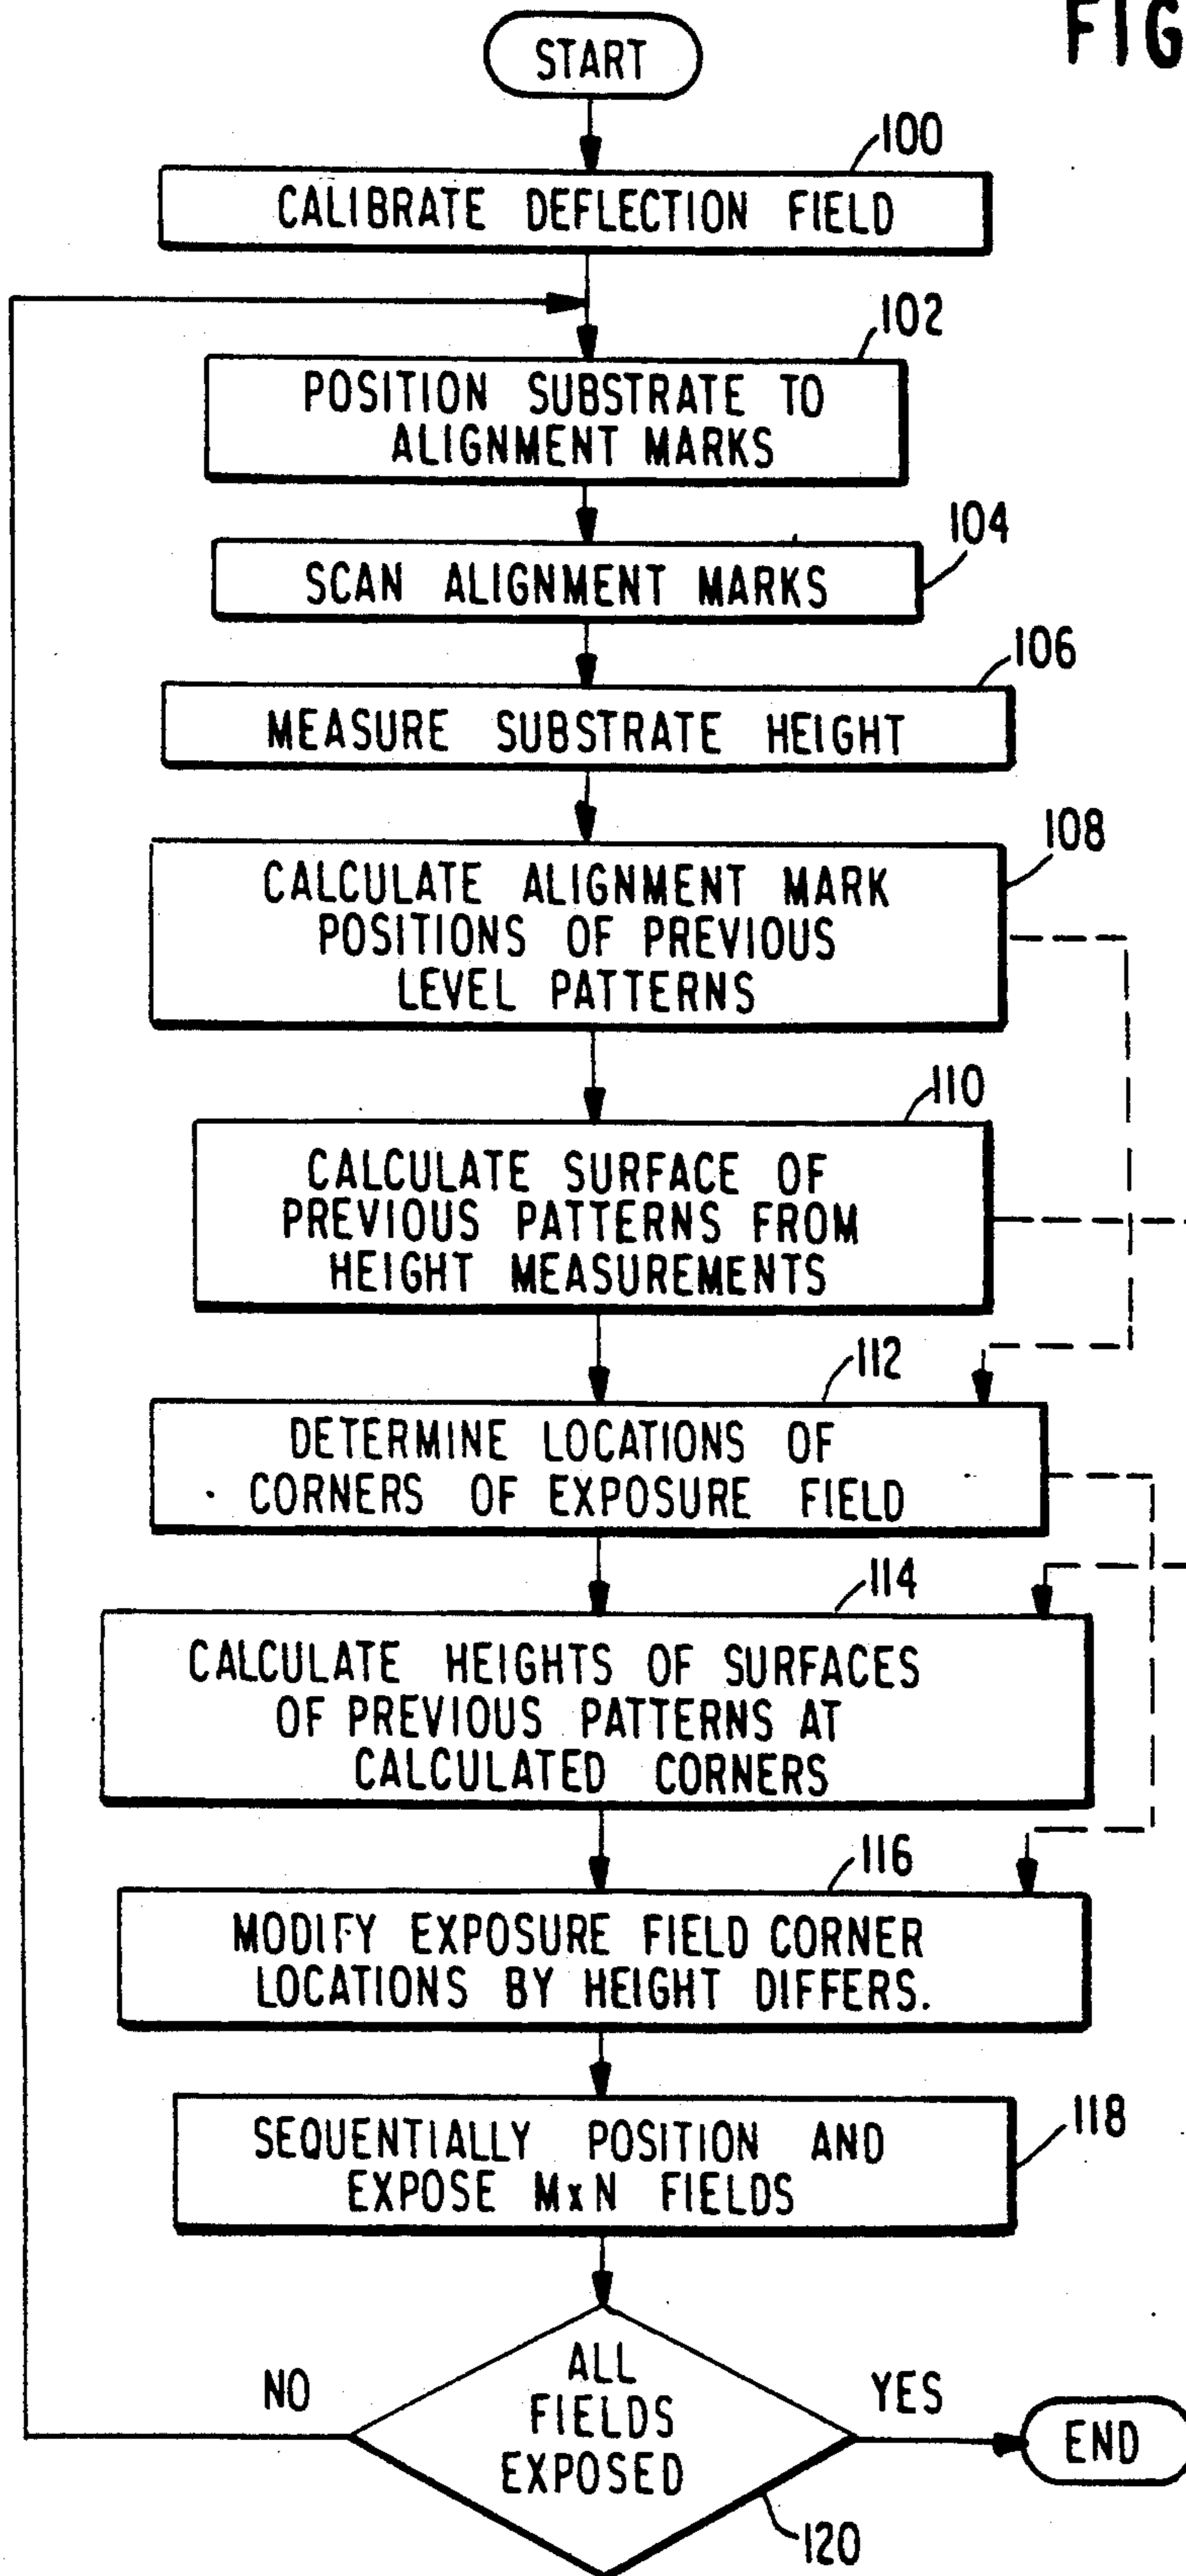 FIG
START
100
CALIBRATE DEFLECTION FIELD
102
POSITION SUBSTRATE TO
ALIGNMENT MARKS
104
SCAN ALIGNMENT MARKS
106
MEASURE SUBSTRATE HEIGHT
108
CALCULATE ALIGNMENT MARK
POSITIONS OF PREVIOUS
LEVEL PATTERNS
110
CALCULATE SURFACE OF
PREVIOUS PATTERNS FROM
HEIGHT MEASUREMENTS
112
DETERMINE LOCATIONS OF
CORNERS OF EXPOSURE FIELD
114
CALCULATE HEIGHTS OF SURFACES
OF PREVIOUS PATTERNS AT
CALCULATED CORNERS
116
MODIFY EXPOSURE FIELD CORNER
LOCATIONS BY HEIGHT DIFFERS.
118
SEQUENTIALLY POSITION AND
EXPOSE MxN FIELDS
NO
ALL
FIELDS
EXPOSED
YES
END
120